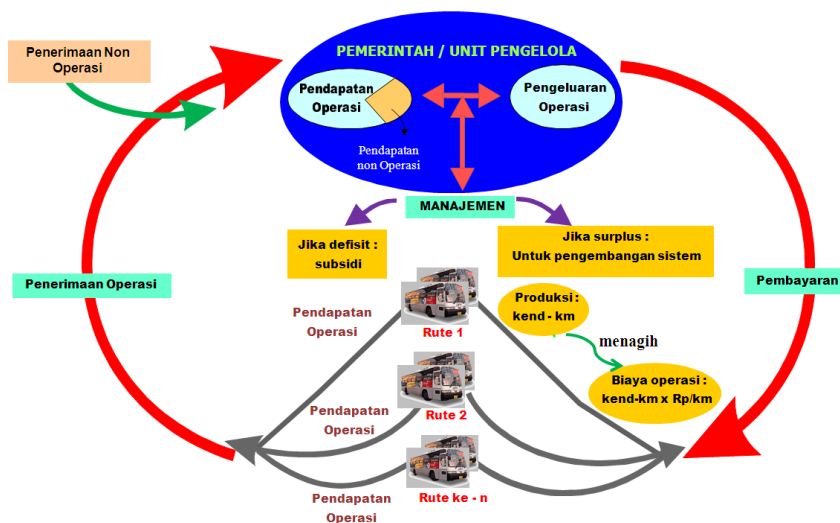 PEMERINTAH / UNIT PENGELOLA
Penerimaan Non
Operasi
Pendapatan
Operasi
Pengeluaran
Operasi
Pendapatan
non Operasi
MANAJEMEN
Jika defisit :
subsidi
Jika surplus :
Untuk pengembangan sistem
Penerimaan Operasi
Pembayaran
Pendapatan
Operasi
Rute 1
Produksi :
kend - km
menagih
Biaya operasi :
kend-km x Rp/km
Pendapatan
Operasi
Rute 2
Pendapatan
Operasi
Rute ke - n